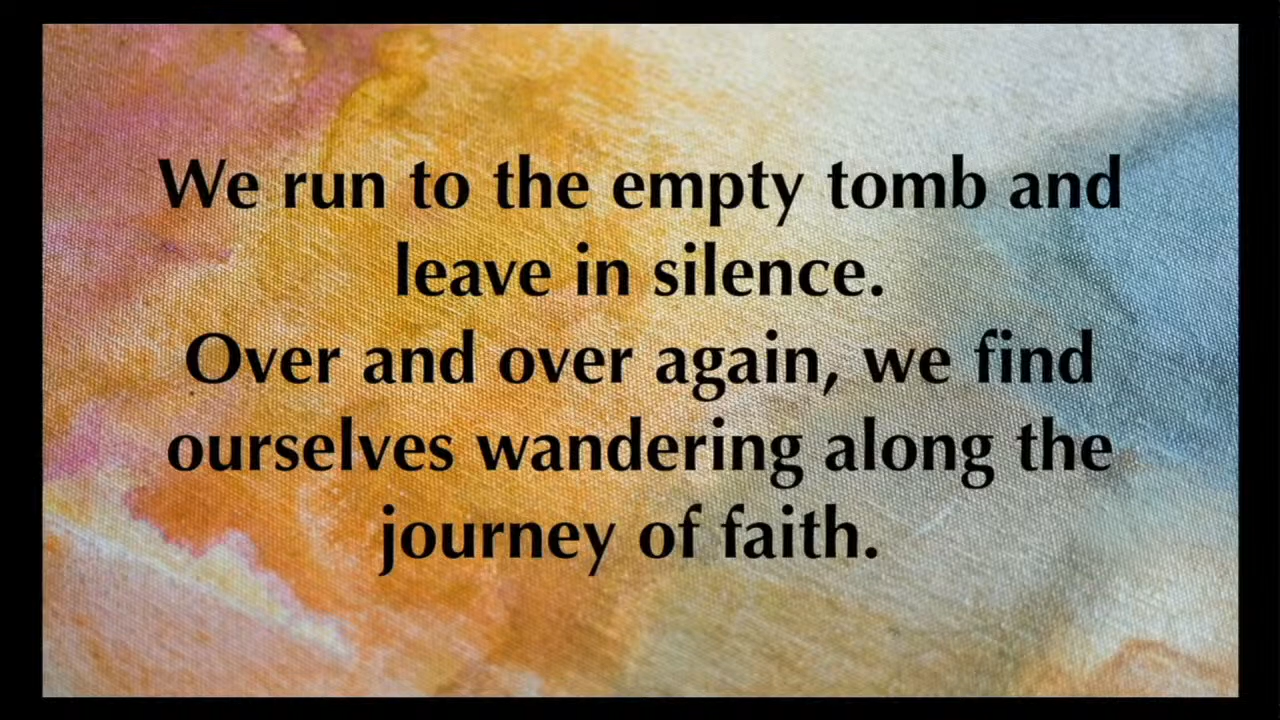 We run to the empty tomb and
leave in silence.
Over and over again, we find
ourselves wandering along the
journey of faith.